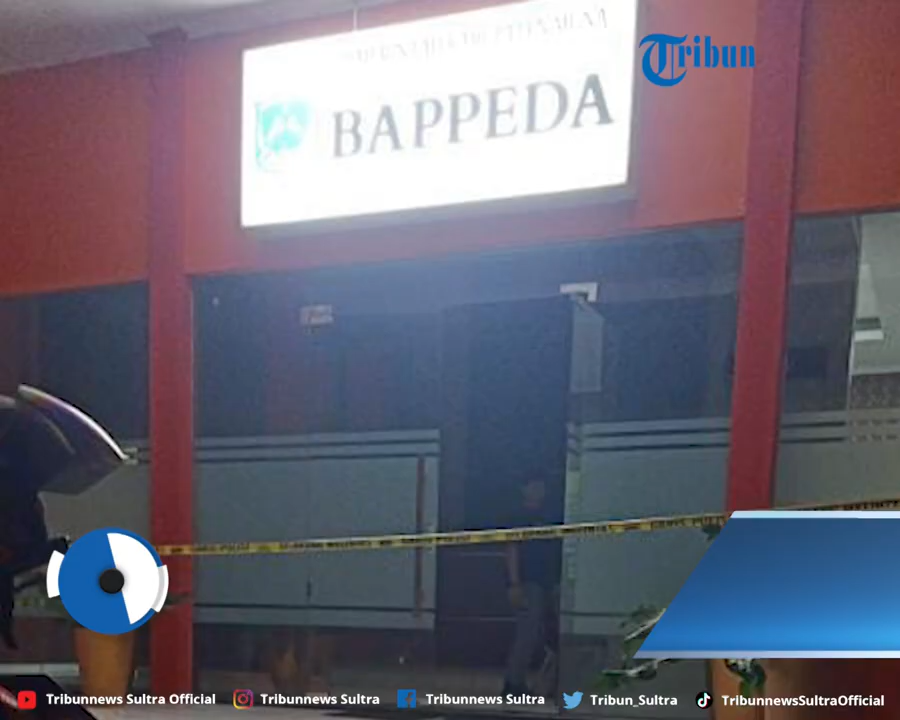 Tribun
BAPPEDA
Tribunnews Sultra Official
Tribunnews Sultra
Tribunnews Sultra
Tribun_Sultra
TribunnewsSultraOfficial